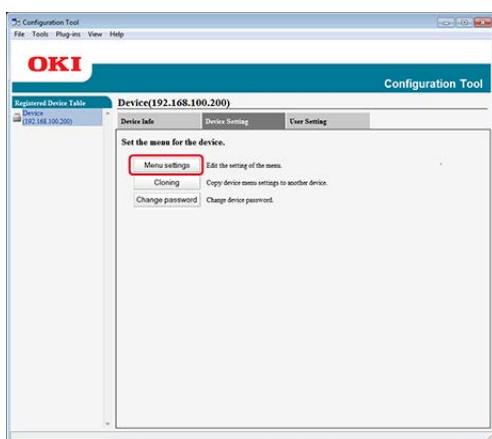 Configuration Tool
File Tools Plug-ins View Help
OKI
Configuration Tool
Registered Device Table
Device
(192.168.100.200)
Device(192.168.100.200)
Device Info Device Setting User Setting
Set the menu for the device.
Menu settings Edit the setting of the menu.
Cloning Copy device menu settings to another device.
Change password Change device password.